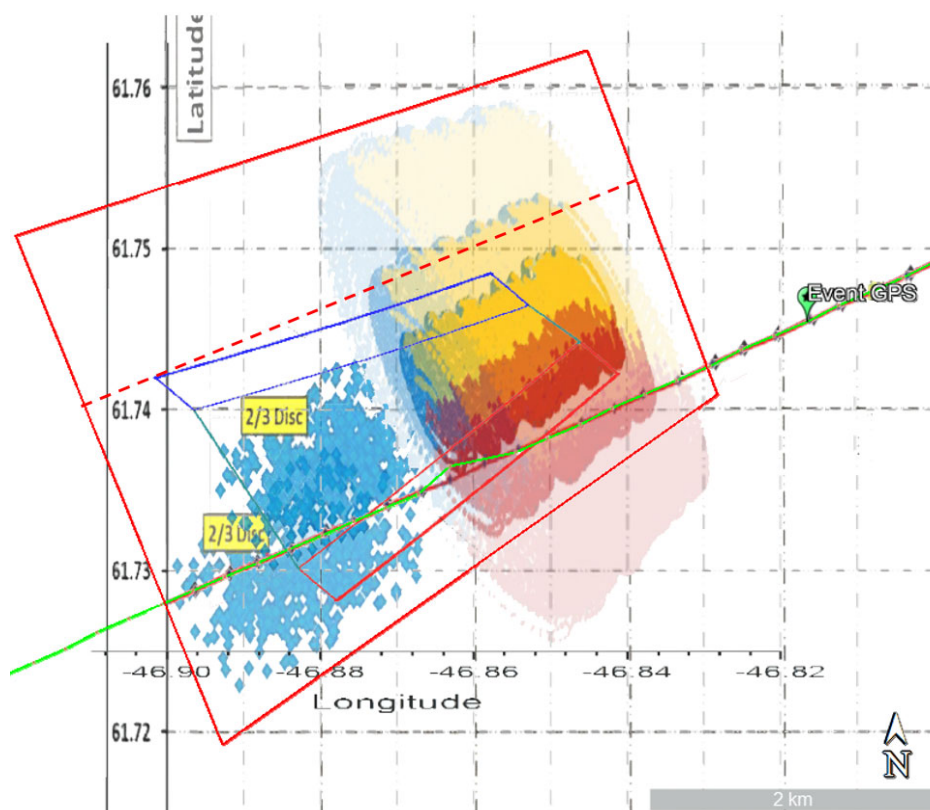 Latitude
61.76
61.75
Event GPS
61.74
2/3 Disc
2/3 Disc
61.73
-46.90
-46.88
-46.86
-46.84
-46.82
Longitude
61.72
N
2 km